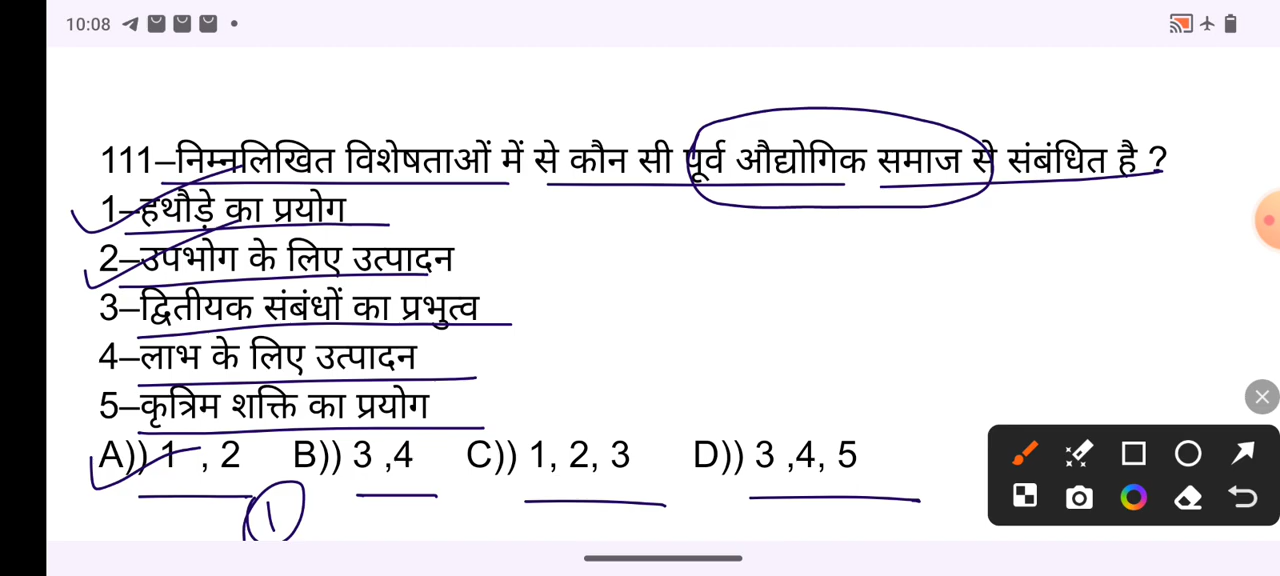 10:08
111–निम्नलिखित विशेषताओं में से कौन सी पूर्व औद्योगिक समाज से संबंधित है ?
1–हथौड़े का प्रयोग
2–उपभोग के लिए उत्पादन
3–द्वितीयक संबंधों का प्रभुत्व
4–लाभ के लिए उत्पादन
5–कृत्रिम शक्ति का प्रयोग
A)) 1 , 2 B)) 3 ,4 C)) 1, 2, 3 D)) 3 ,4, 5
1